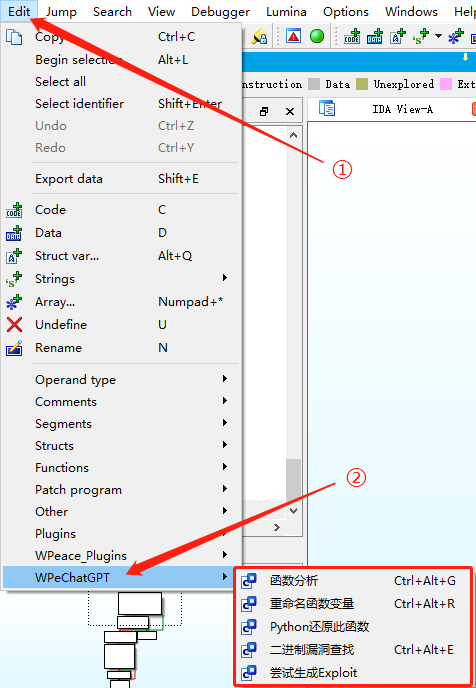 Edit Jump Search View Debugger Lumina Options Windows Help
Copy Ctrl+C
Begin selection Alt+L
Select all
Select identifier Shift+Enter
Undo Ctrl+Z
Redo Ctrl+Y
Export data Shift+E
Code C
Data D
Struct var... Alt+Q
Strings
Array... Numpad+*
Undefine U
Rename N
Operand type
Comments
Segments
Structs
Functions
Patch program
Other
Plugins
WPeace_Plugins
WPeChatGPT
nstruction Data Unexplored Ext
IDA View-A
①
②
函数分析 Ctrl+Alt+G
重命名函数变量 Ctrl+Alt+R
Python还原此函数
二进制漏洞查找 Ctrl+Alt+E
尝试生成Exploit